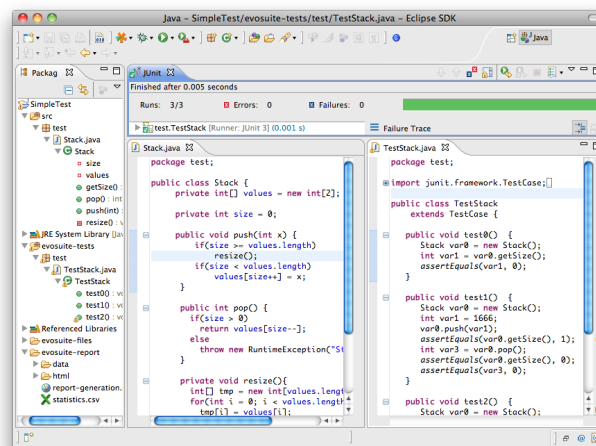 Java – SimpleTest/evosuite-tests/test/TestStack.java – Eclipse SDK
Java
Packag
SimpleTest
src
test
Stack.java
Stack
size
values
getSize() :
pop() : int
push(int) :
resize() : v
JRE System Library [Jav
evosuite-tests
test
TestStack.java
TestStack
test0() : vo
test1() : vo
test2() : vo
Referenced Libraries
evosuite-files
evosuite-report
data
html
report-generation.
statistics.csv
JUnit
Finished after 0.005 seconds
Runs: 3/3 Errors: 0 Failures: 0
test.TestStack [Runner: JUnit 3] (0.001 s)
Failure Trace
Stack.java
package test;
public class Stack {
private int[] values = new int[2];
private int size = 0;
public void push(int x) {
if(size >= values.length)
resize();
if(size < values.length)
values[size++] = x;
}
public int pop() {
if(size > 0)
return values[size--];
else
throw new RuntimeException("St
}
private void resize(){
int[] tmp = new int[values.lengt
for(int i = 0; i < values.length
tmp[i] = values[i];
TestStack.java
package test;
import junit.framework.TestCase;
public class TestStack
extends TestCase {
public void test0() {
Stack var0 = new Stack();
int var1 = var0.getSize();
assertEquals(var1, 0);
}
public void test1() {
Stack var0 = new Stack();
int var1 = 1666;
var0.push(var1);
assertEquals(var0.getSize(), 1);
int var3 = var0.pop();
assertEquals(var0.getSize(), 0);
assertEquals(var3, 0);
}
public void test2() {
Stack var0 = new Stack();